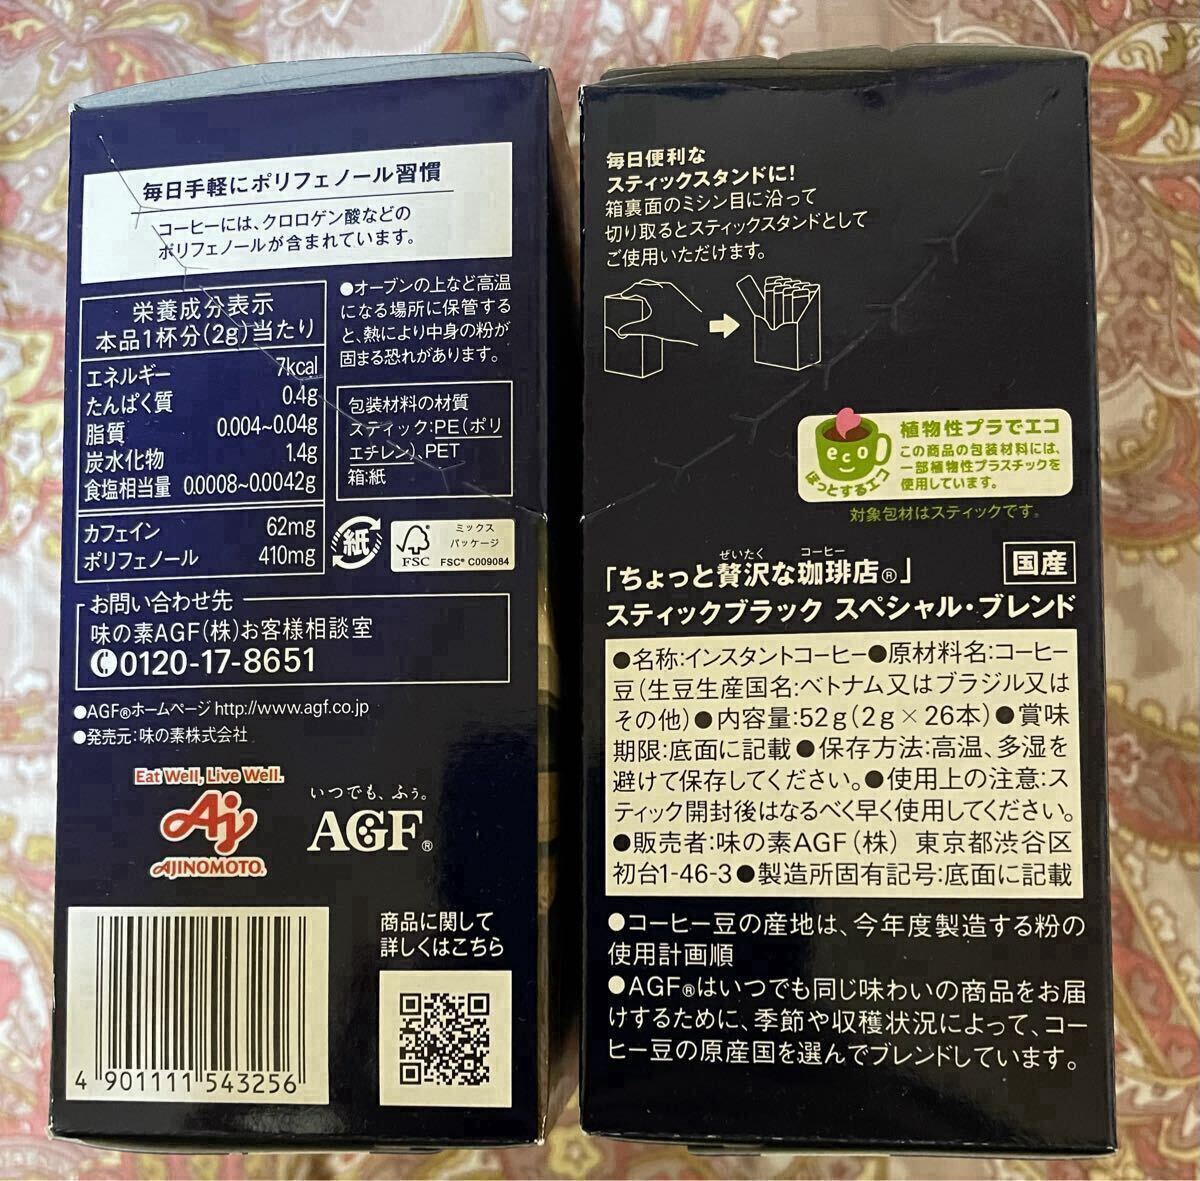 毎日手軽にポリフェノール習慣
コーヒーには、クロロゲン酸などの
ポリフェノールが含まれています。
栄養成分表示
本品1杯分(2g)当たり
エネルギー 7kcal
たんぱく質 0.4g
脂質 0.004~0.04g
炭水化物 1.4g
食塩相当量 0.0008~0.0042g
カフェイン 62mg
ポリフェノール 410mg
●オーブンの上など高温
になる場所に保管する
と、熱により中身の粉が
固まる恐れがあります。
包装材料の材質
スティック:PE(ポリ
エチレン)、PET
箱:紙
紙
FSC
ミックス
パッケージ
FSC® C009084
お問い合わせ先
味の素AGF(株)お客様相談室
0120-17-8651
●AGF®ホームページ http://www.agf.co.jp
●発売元:味の素株式会社
Eat Well, Live Well.
Aj
AJINOMOTO.
いつでも、ふぅ。
AGF®
4 901111 543256
商品に関して
詳しくはこちら
毎日便利な
スティックスタンドに!
箱裏面のミシン目に沿って
切り取るとスティックスタンドとして
ご使用いただけます。
eco
ほっとするエコ
植物性プラでエコ
この商品の包装材料には、
一部植物性プラスチックを
使用しています。
対象包材はスティックです。
ぜいたく コーヒー
「ちょっと贅沢な珈琲店®」 国産
スティックブラック スペシャル・ブレンド
●名称:インスタントコーヒー●原材料名:コーヒー
豆(生豆生産国名:ベトナム又はブラジル又は
その他)●内容量:52g(2g×26本)●賞味
期限:底面に記載●保存方法:高温、多湿を
避けて保存してください。●使用上の注意:ス
ティック開封後はなるべく早く使用してください。
●販売者:味の素AGF(株) 東京都渋谷区
初台1-46-3●製造所固有記号:底面に記載
●コーヒー豆の産地は、今年度製造する粉の
使用計画順
●AGF®はいつでも同じ味わいの商品をお届
けするために、季節や収穫状況によって、コー
ヒー豆の原産国を選んでブレンドしています。